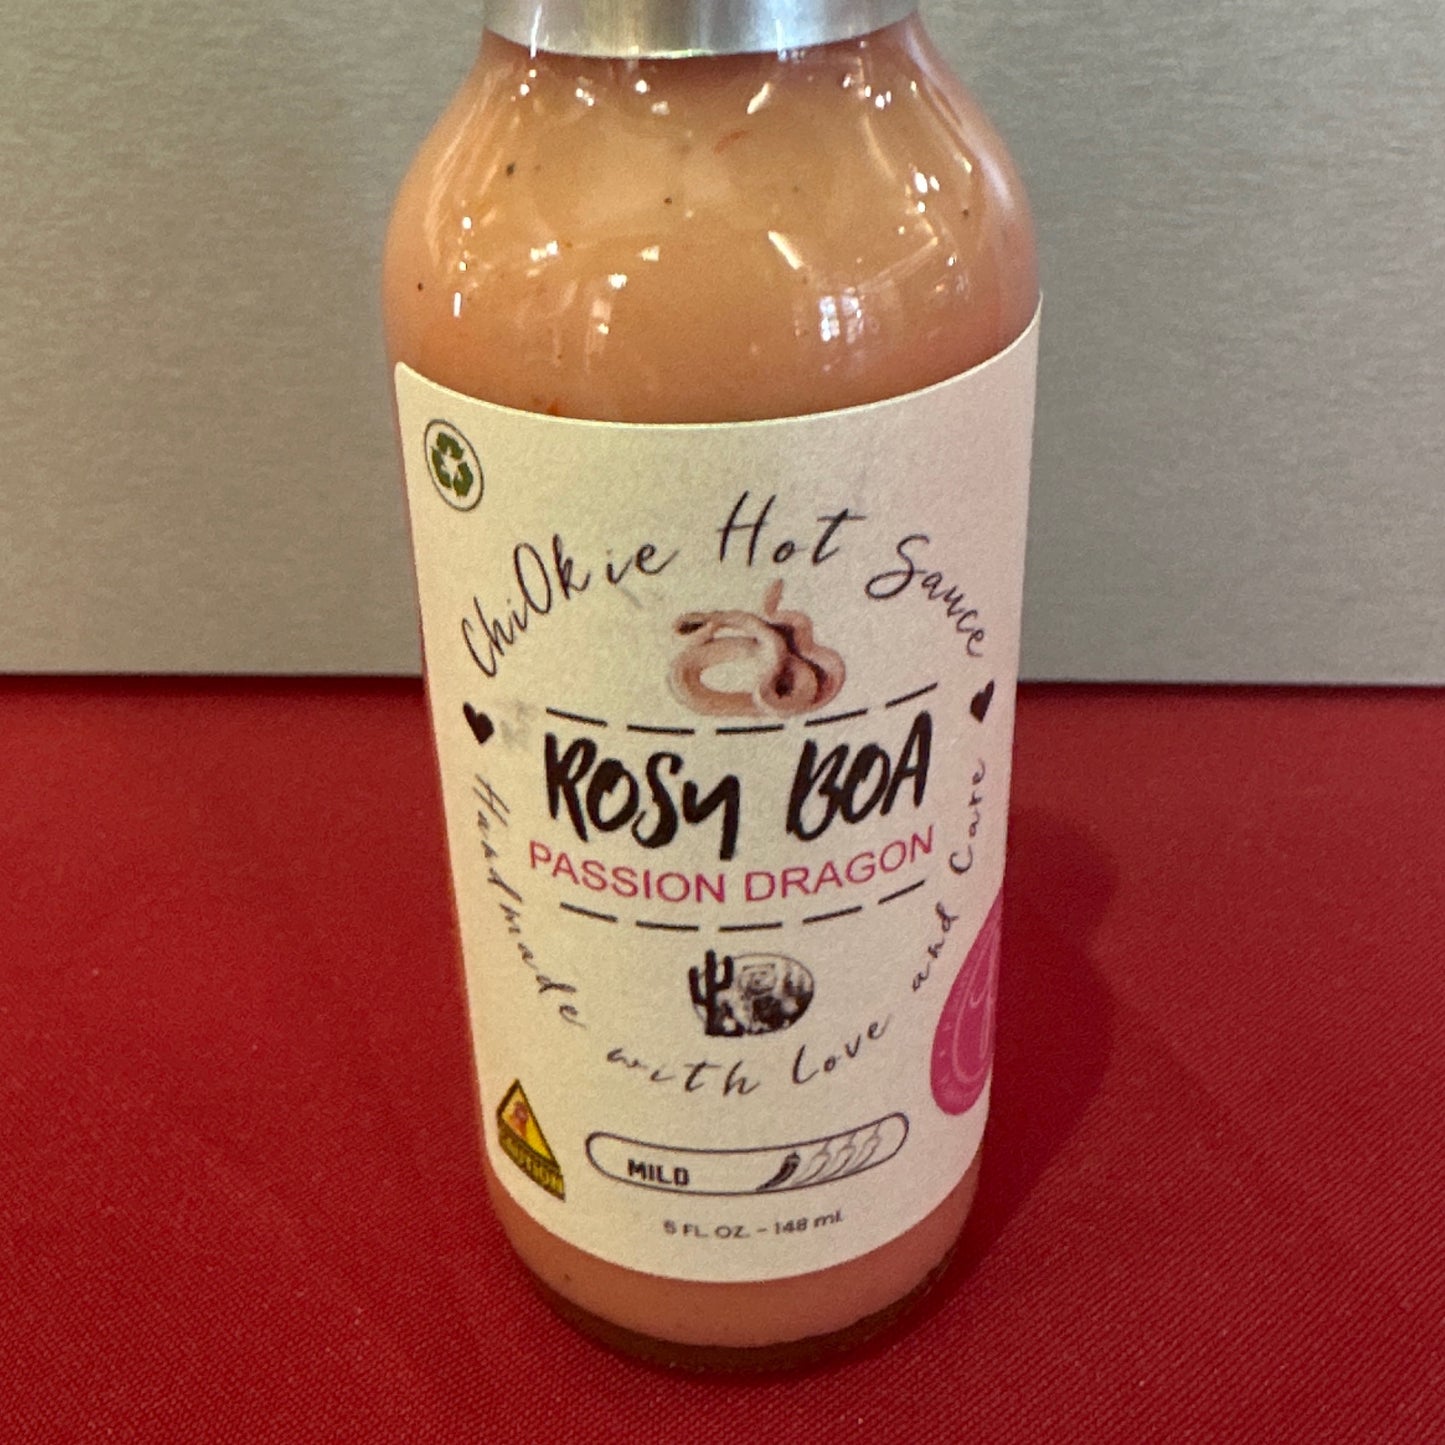 ChiOkie Hot Sauce
ROSY BOA
PASSION DRAGON
Handmade with Love and Care
MILD
5 FL. OZ. - 148 ml